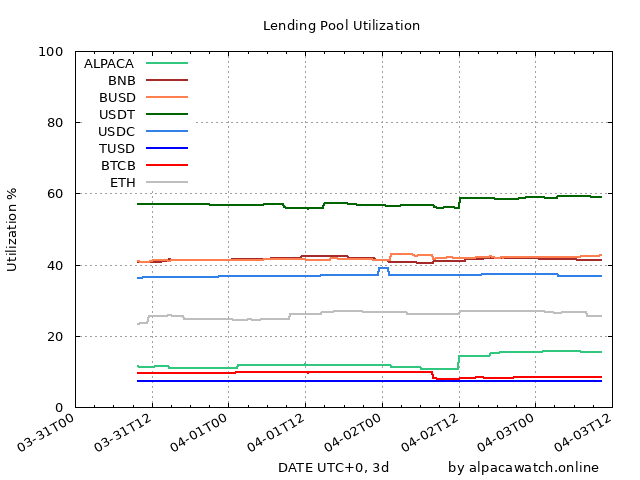 Lending Pool Utilization
Utilization %
100
80
60
40
20
0
ALPACA
BNB
BUSD
USDT
USDC
TUSD
BTCB
ETH
03-31T00
03-31T12
04-01T00
04-01T12
04-02T00
04-02T12
04-03T00
04-03T12
DATE UTC+0, 3d
by alpacawatch.online